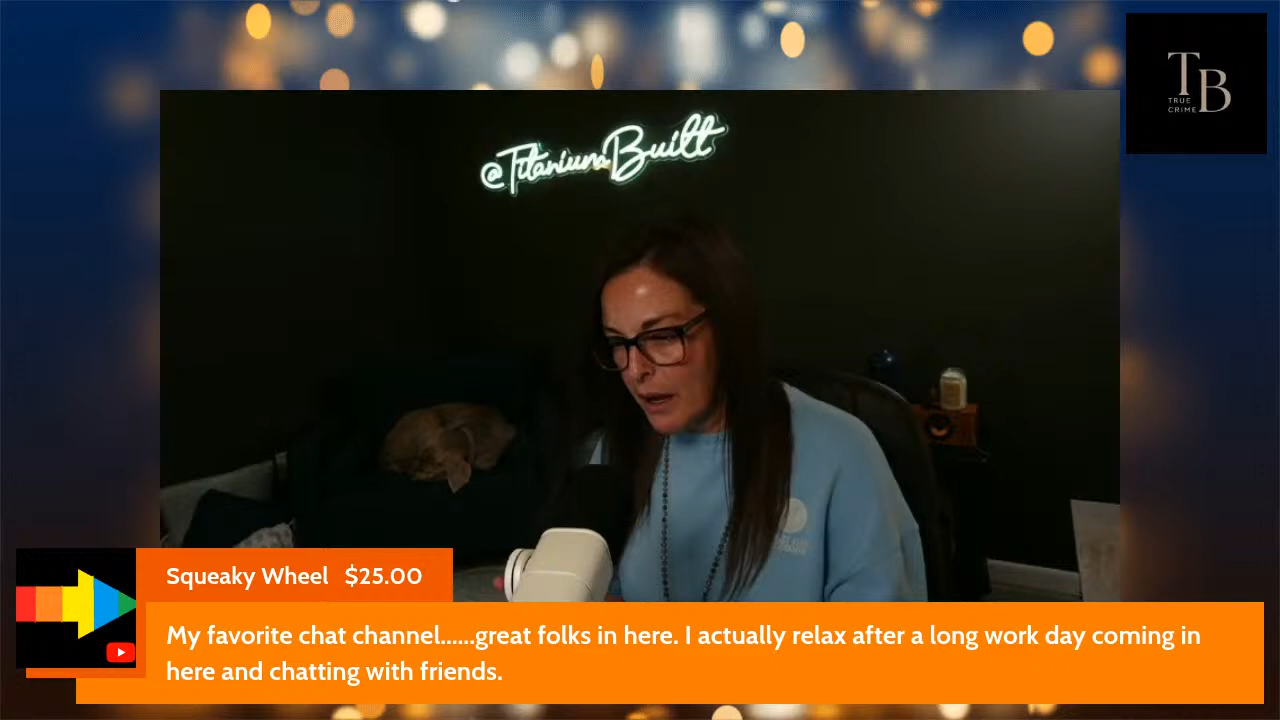 TB
TRUE
CRIME
@TitaniumBuilt
Squeaky Wheel $25.00
My favorite chat channel......great folks in here. I actually relax after a long work day coming in
here and chatting with friends.